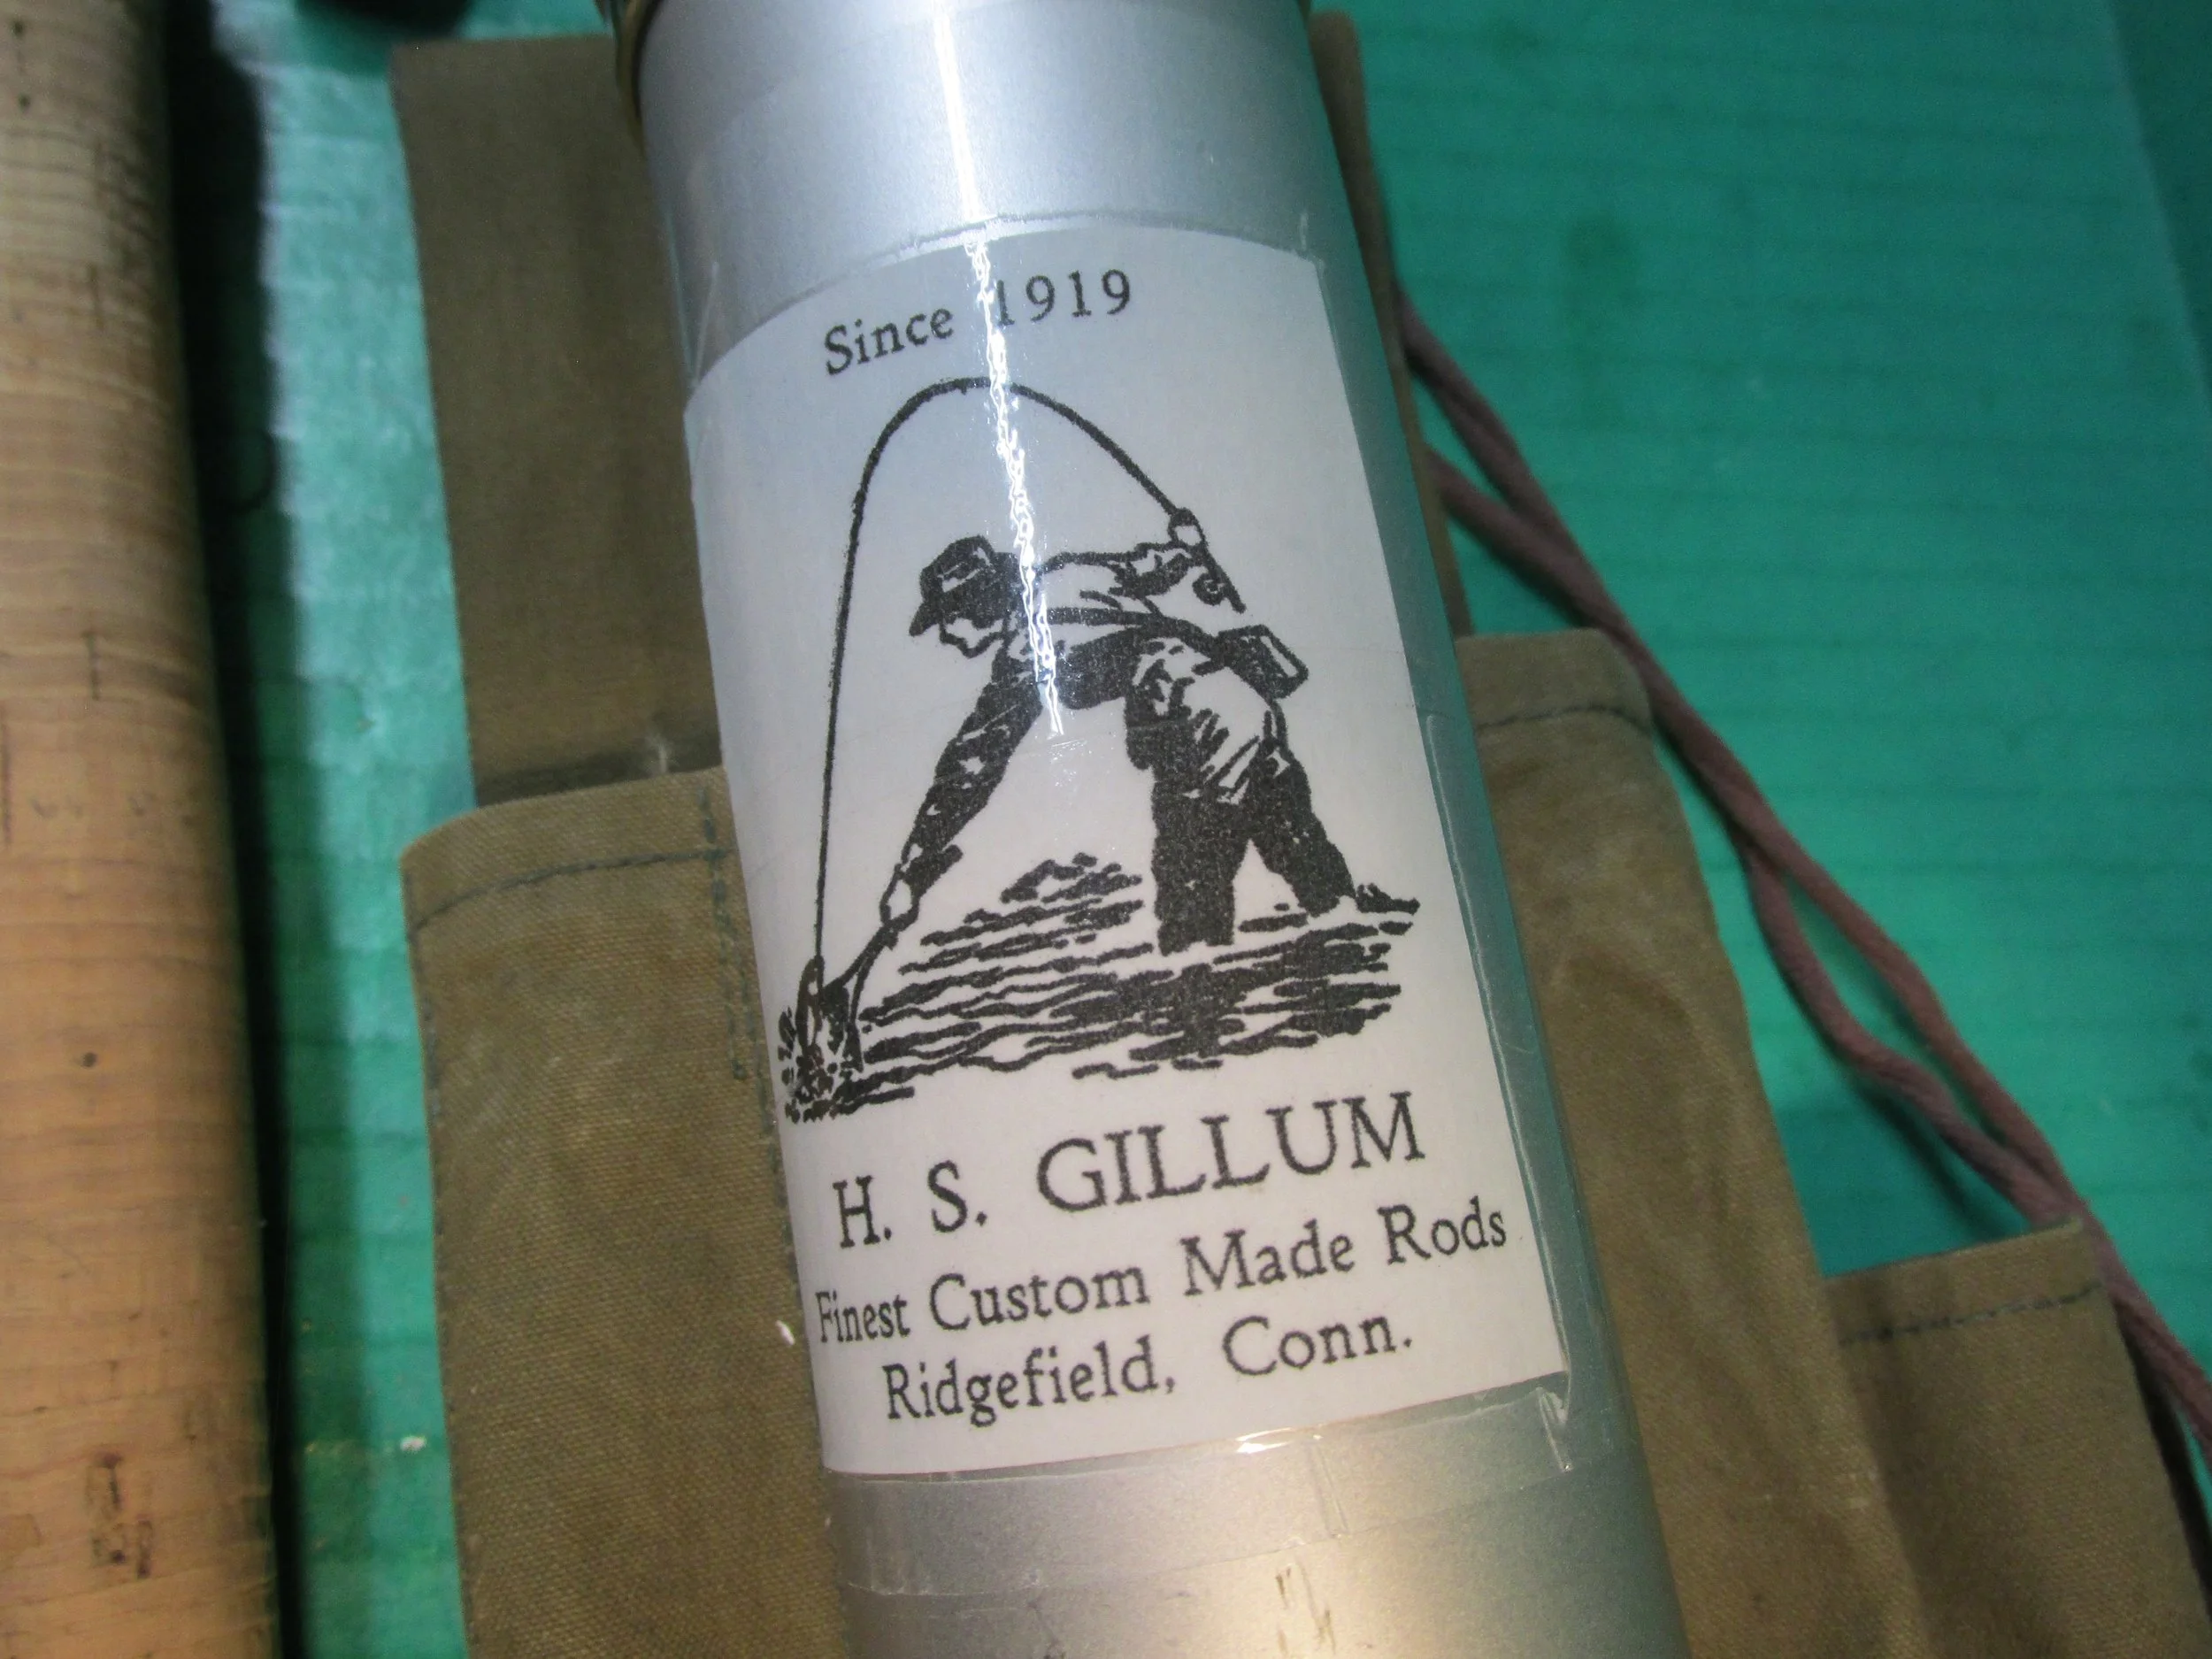 Since 1919
H. S. GILLUM
Finest Custom Made Rods
Ridgefield, Conn.